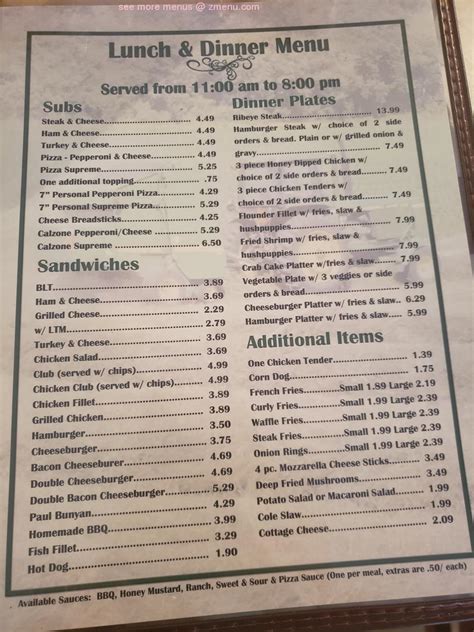 see more menus @ zmenu.com
Lunch & Dinner Menu
Served from 11:00 am to 8:00 pm
Subs
Steak & Cheese 4.49
Ham & Cheese 4.49
Turkey & Cheese 4.49
Pizza - Pepperoni & Cheese 4.49
Pizza Supreme 5.25
One additional topping .75
7" Personal Pepperoni Pizza 4.49
7" Personal Supreme Pizza 5.29
Cheese Breadsticks 4.25
Calzone Pepperoni/Cheese 5.29
Calzone Supreme 6.50
Sandwiches
BLT 3.89
Ham & Cheese 3.69
Grilled Cheese 2.29
w/ LTM 2.79
Turkey & Cheese 3.69
Chicken Salad 3.69
Club (served w/ chips) 4.99
Chicken Club (served w/ chips) 4.99
Chicken Fillet 3.89
Grilled Chicken 3.89
Hamburger 3.50
Cheeseburger 3.75
Bacon Cheeseburer 4.69
Double Cheeseburger 4.69
Double Bacon Cheeseburger 5.29
Paul Bunyan 4.29
Homemade BBQ 3.99
Fish Fillet 3.29
Hot Dog 1.90
Dinner Plates
Ribeye Steak 13.99
Hamburger Steak w/ choice of 2 side
orders & bread. Plain or w/ grilled onion &
gravy 7.49
3 piece Honey Dipped Chicken w/
choice of 2 side orders & bread 7.49
3 piece Chicken Tenders w/
choice of 2 side orders & bread 7.49
Flounder Fillet w/ fries, slaw &
hushpuppies 7.49
Fried Shrimp w/ fries, slaw &
hushpuppies 7.49
Crab Cake Platter w/fries & slaw 7.49
Vegetable Plate w/ 3 veggies or side
orders & bread 5.99
Cheeseburger Platter w/ fries & slaw 6.29
Hamburger Platter w/ fries & slaw 5.99
Additional Items
One Chicken Tender 1.39
Corn Dog 1.75
French Fries Small 1.89 Large 2.19
Curly Fries Small 1.99 Large 2.39
Waffle Fries Small 1.99 Large 2.39
Steak Fries Small 1.99 Large 2.39
Onion Rings Small 1.99 Large 2.39
4 pc. Mozzarella Cheese Sticks 3.49
Deep Fried Mushrooms 3.49
Potato Salad or Macaroni Salad 1.99
Cole Slaw 1.99
Cottage Cheese 2.09
Available Sauces: BBQ, Honey Mustard, Ranch, Sweet & Sour & Pizza Sauce (One per meal, extras are .50/ each)